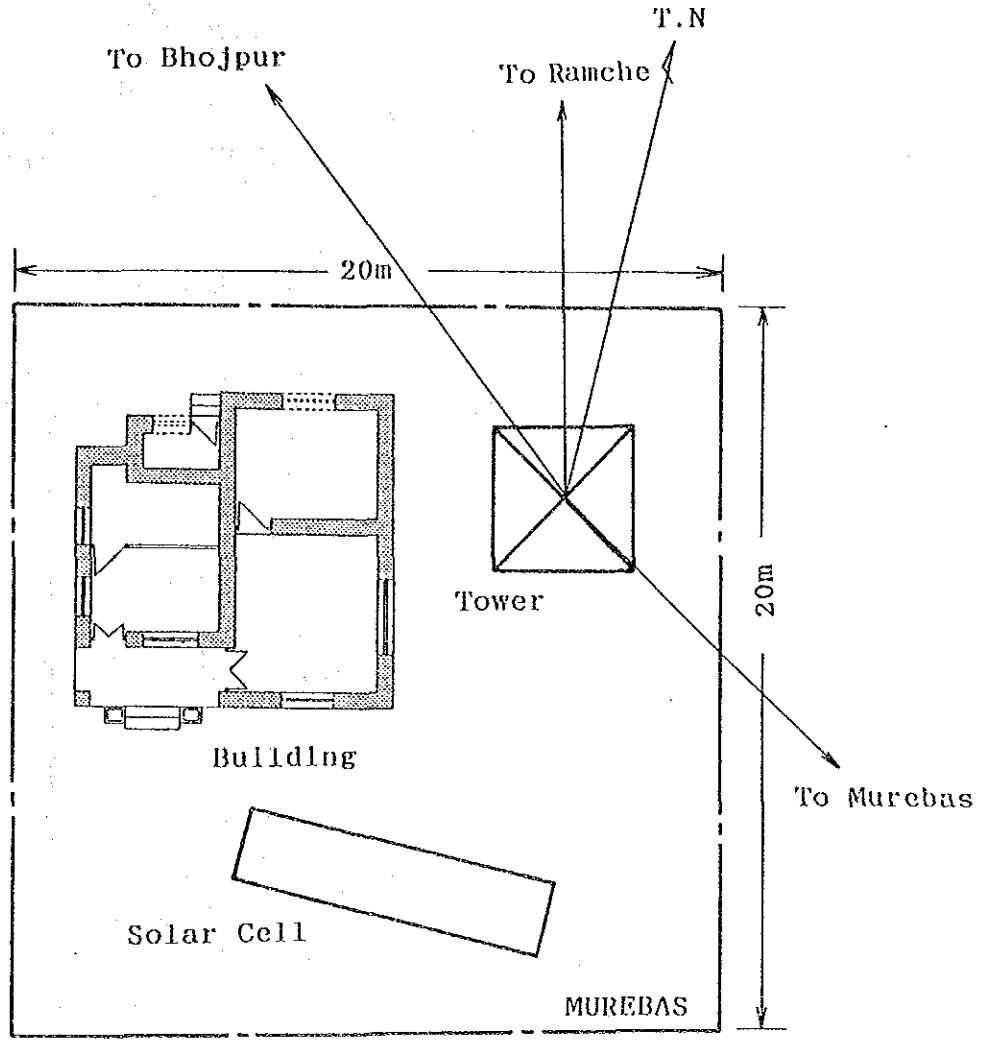 T.N
To Bhojpur
To Ramche
20m
Tower
20m
Building
To Murebas
Solar Cell
MUREBAS